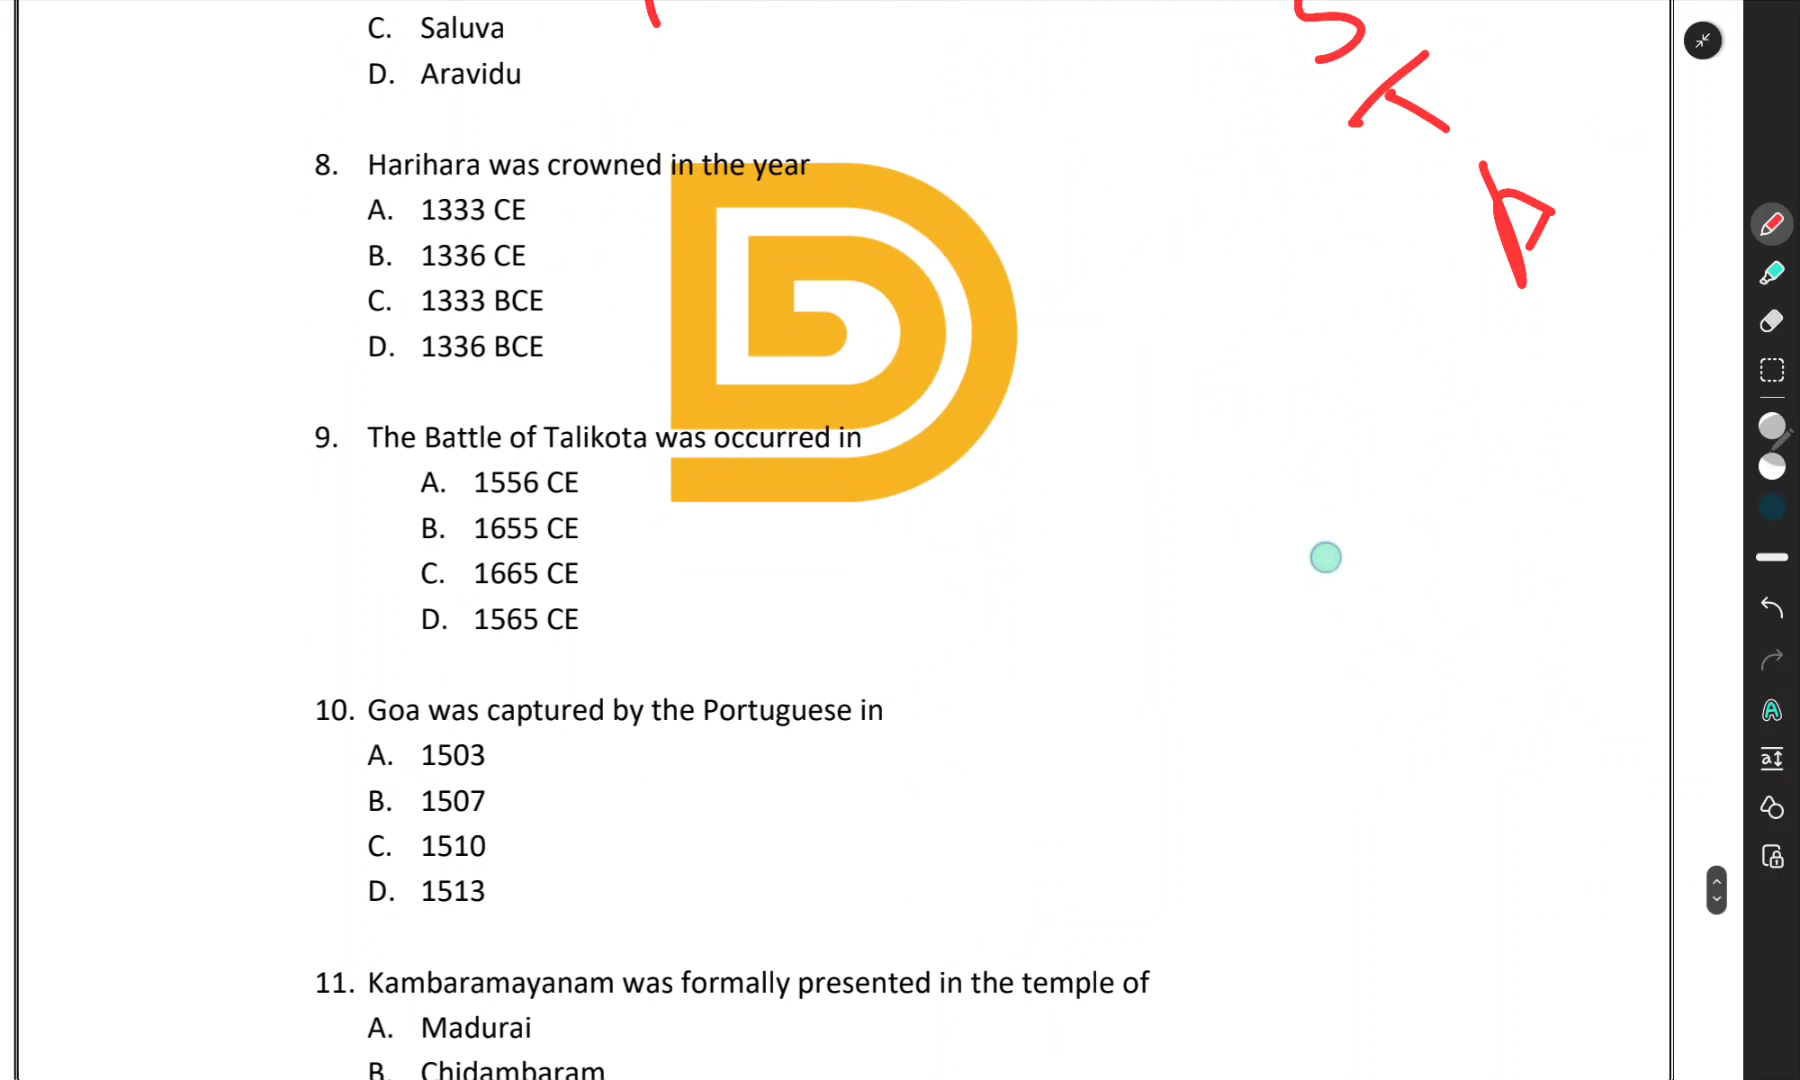 C. Saluva
S
D. Aravidu
K
A
8. Harihara was crowned in the year
A. 1333 CE
B. 1336 CE
C. 1333 BCE
D. 1336 BCE
9. The Battle of Talikota was occurred in
A. 1556 CE
B. 1655 CE
C. 1665 CE
D. 1565 CE
10. Goa was captured by the Portuguese in
A. 1503
B. 1507
C. 1510
D. 1513
11. Kambaramayanam was formally presented in the temple of
A. Madurai
B. Chidambaram